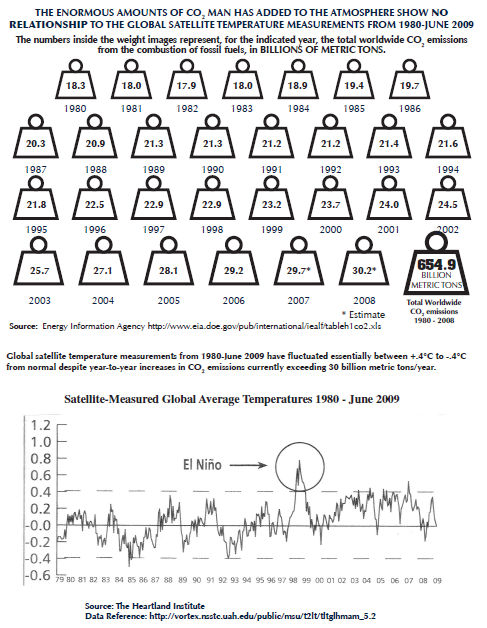 THE ENORMOUS AMOUNTS OF CO2 MAN HAS ADDED TO THE ATMOSPHERE SHOW NO
RELATIONSHIP TO THE GLOBAL SATELLITE TEMPERATURE MEASUREMENTS FROM 1980-JUNE 2009
The numbers inside the weight images represent, for the indicated year, the total worldwide CO2 emissions
from the combustion of fossil fuels, in BILLIONS OF METRIC TONS.
18.3 18.0 17.9 18.0 18.9 19.4 19.7
1980 1981 1982 1983 1984 1985 1986
20.3 20.9 21.3 21.3 21.2 21.2 21.4 21.6
1987 1988 1989 1990 1991 1992 1993 1994
21.8 22.5 22.9 22.9 23.2 23.7 24.0 24.5
1995 1996 1997 1998 1999 2000 2001 2002
25.7 27.1 28.1 29.2 29.7* 30.2*
654.9
BILLION
METRIC TONS
2003 2004 2005 2006 2007 2008
Total Worldwide
CO2 emissions
1980 - 2008
* Estimate
Source: Energy Information Agency http://www.eia.doe.gov/pub/international/iealf/tableh1co2.xls
Global satellite temperature measurements from 1980-June 2009 have fluctuated essentially between +.4°C to -.4°C
from normal despite year-to-year increases in CO2 emissions currently exceeding 30 billion metric tons/year.
Satellite-Measured Global Average Temperatures 1980 - June 2009
1.2
1.0
0.8
El Niño
0.6
0.4
0.2
-0.0
-0.2
-0.4
-0.6
79 80 81 82 83 84 85 86 87 88 89 90 91 92 93 94 95 96 97 98 99 00 01 02 03 04 05 06 07 08 09
Source: The Heartland Institute
Data Reference: http://vortex.nsstc.uah.edu/public/msu/t2lt/tltglhmam_5.2